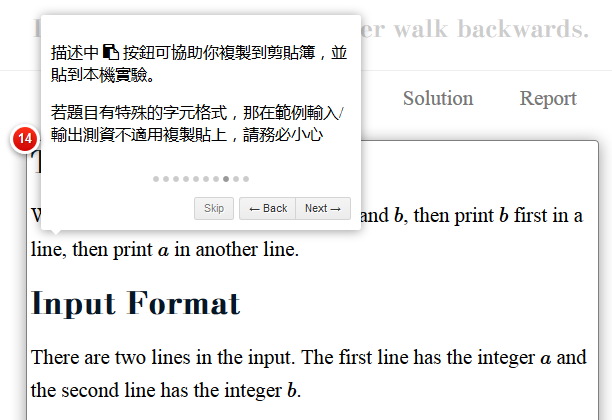 er walk backwards.
描述中 按鈕可協助你複製到剪貼簿，並
貼到本機實驗。
若題目有特殊的字元格式，那在範例輸入/
輸出測資不適用複製貼上，請務必小心
Skip
← Back
Next →
Solution
Report
14
and b, then print b first in a
line, then print a in another line.
Input Format
There are two lines in the input. The first line has the integer a and
the second line has the integer b.